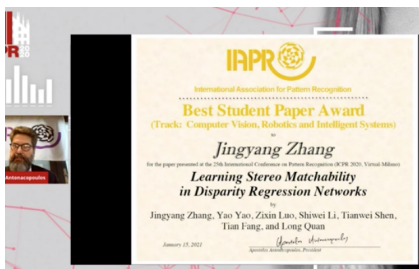 PR
IAPR
International Association for Pattern Recognition
Best Student Paper Award
(Track: Computer Vision, Robotics and Intelligent Systems)
to
Jingyang Zhang
for the paper presented at the 25th International Conference on Pattern Recognition (ICPR 2020, Virtual-Milano)
Learning Stereo Matchability
in Disparity Regression Networks
by
Jingyang Zhang, Yao Yao, Zixin Luo, Shiwei Li, Tianwei Shen,
Tian Fang, and Long Quan
January 15, 2021
Apostolos Antonacopoulos, President
Antonacopoulos